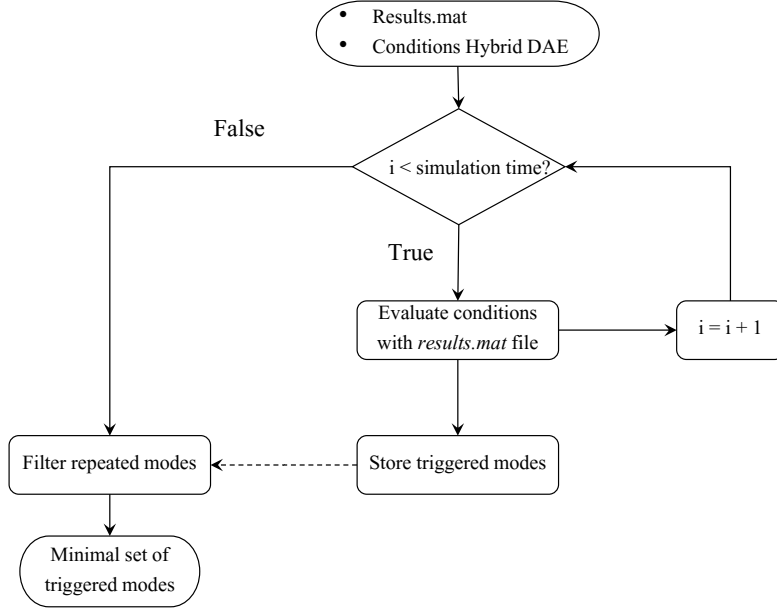 • Results.mat
• Conditions Hybrid DAE
False
i < simulation time?
True
Evaluate conditions
with results.mat file
i = i + 1
Filter repeated modes
Store triggered modes
Minimal set of
triggered modes